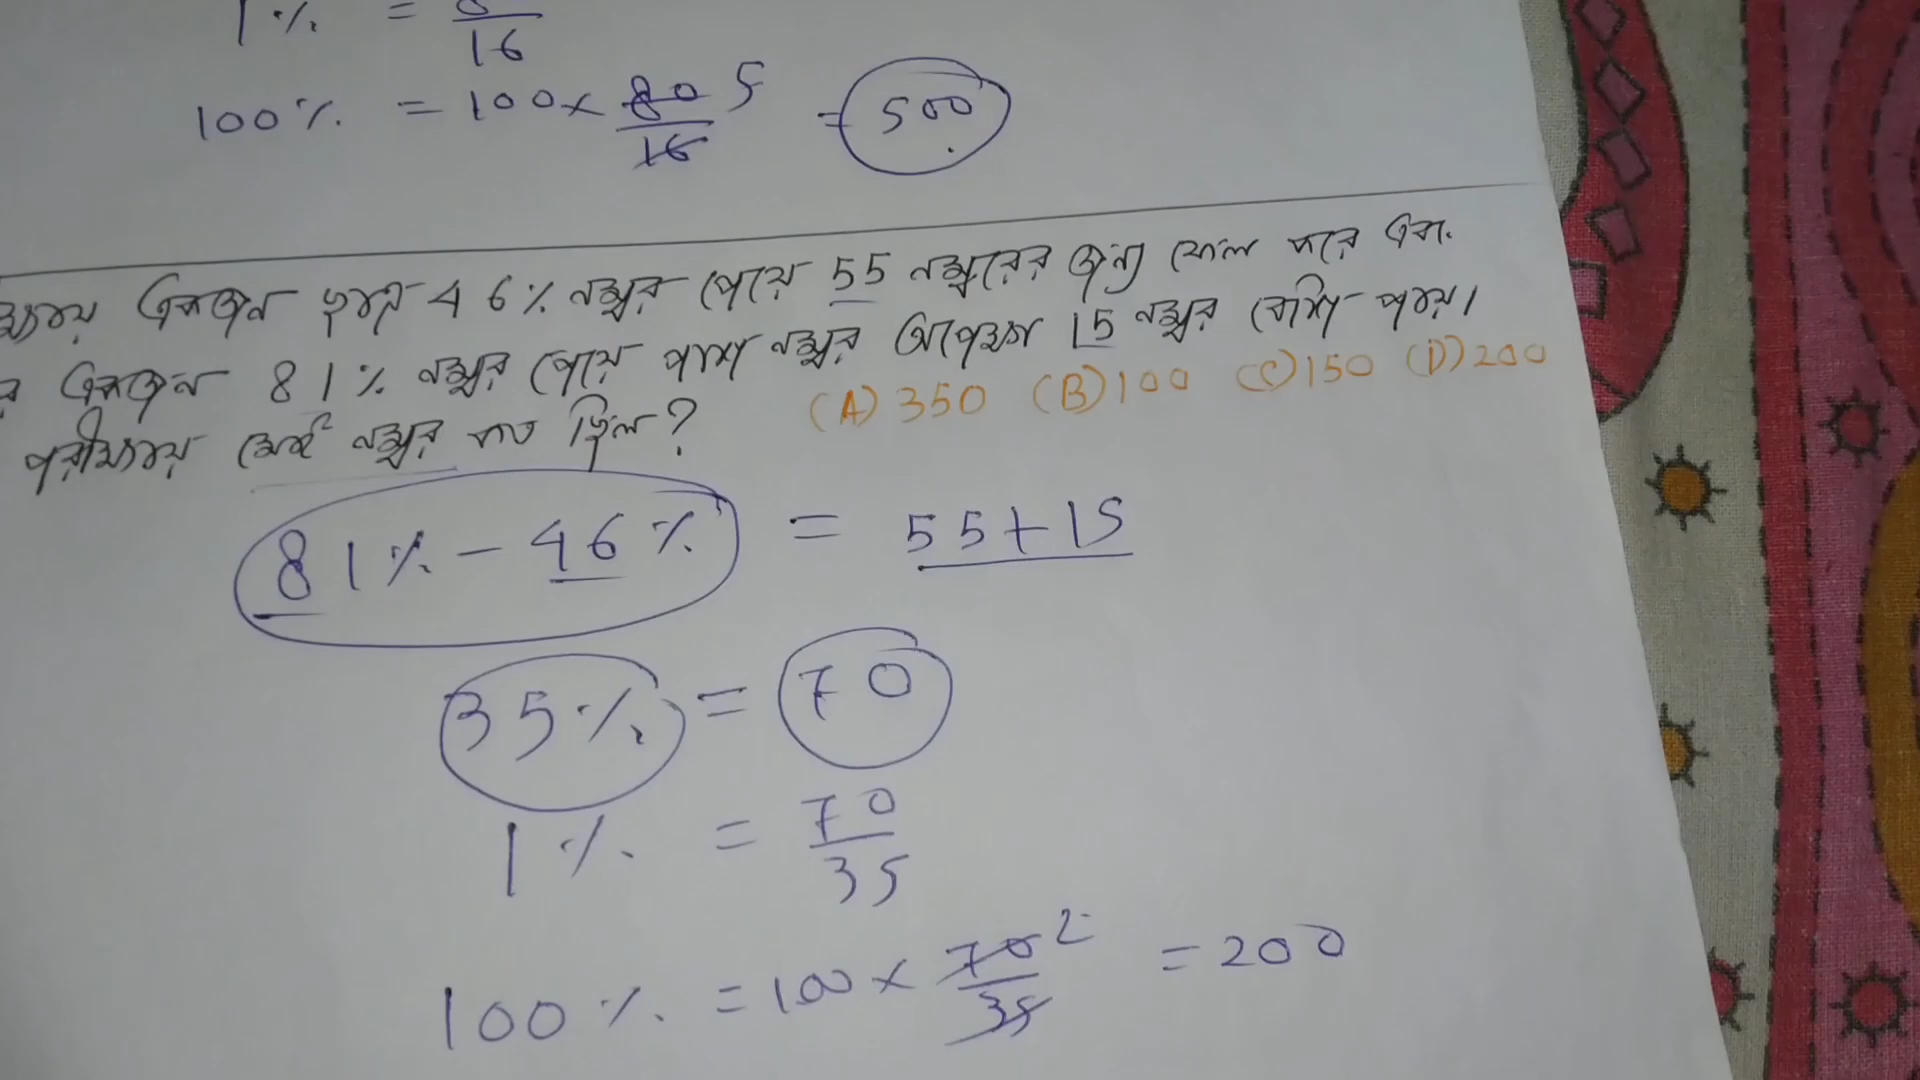 1% = 80/16
100% = 100 × 80/16 5 = 500
একজন ছাত্র 46% নম্বর পেয়ে 55 নম্বরের জন্য ফেল করে এবং
একজন 81% নম্বর পেয়ে পাশ নম্বর অপেক্ষা 15 নম্বর বেশি পায়।
পরীক্ষায় মোট নম্বর কত ছিল? (A) 350 (B) 100 (C) 150 (D) 200
81% - 46% = 55+15
35% = 70
1% = 70/35
100% = 100 × 70/35 2 = 200